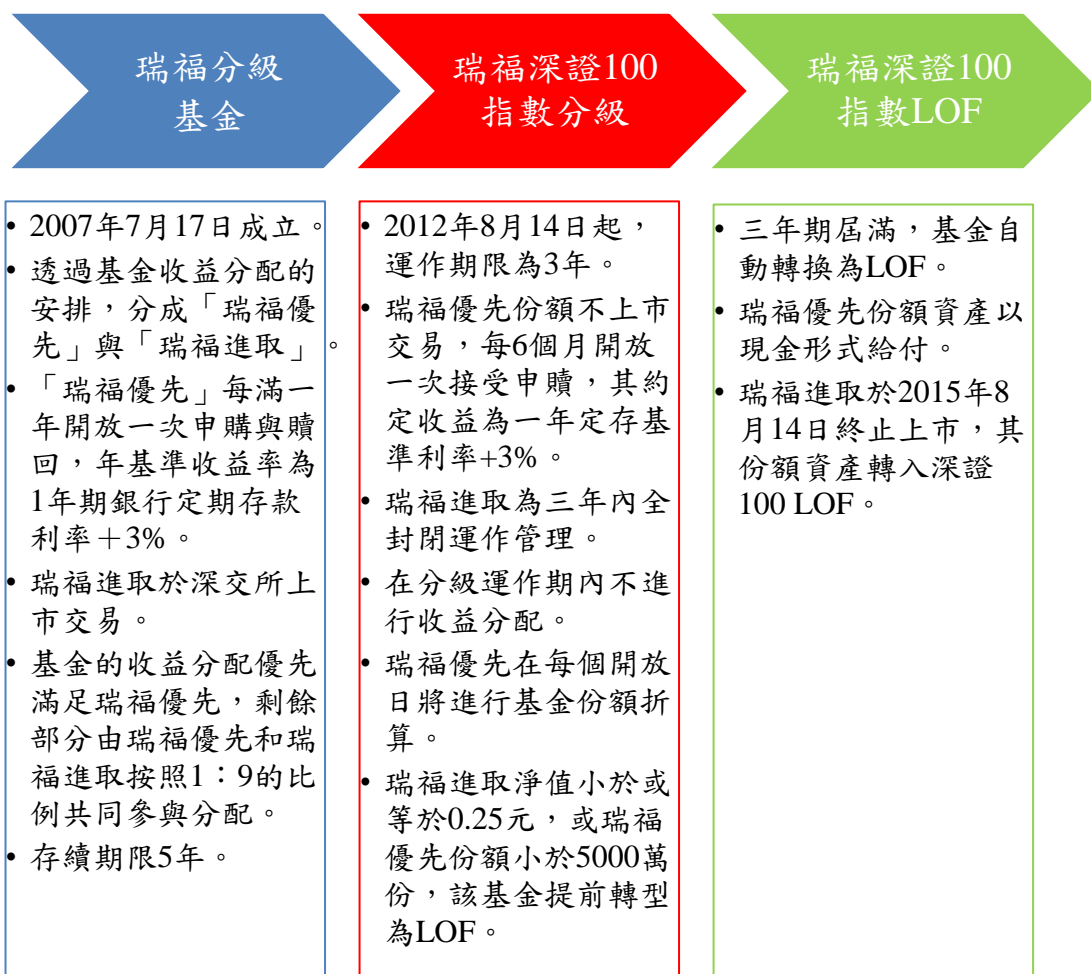 瑞福分級
基金
瑞福深證100
指數分級
瑞福深證100
指數LOF
• 2007年7月17日成立。
• 透過基金收益分配的
安排，分成「瑞福優
先」與「瑞福進取」。
• 「瑞福優先」每滿一
年開放一次申購與贖
回，年基準收益率為
1年期銀行定期存款
利率＋3%。
• 瑞福進取於深交所上
市交易。
• 基金的收益分配優先
滿足瑞福優先，剩餘
部分由瑞福優先和瑞
福進取按照1：9的比
例共同參與分配。
• 存續期限5年。
• 2012年8月14日起，
運作期限為3年。
• 瑞福優先份額不上市
交易，每6個月開放
一次接受申贖，其約
定收益為一年定存基
準利率+3%。
• 瑞福進取為三年內全
封閉運作管理。
• 在分級運作期內不進
行收益分配。
• 瑞福優先在每個開放
日將進行基金份額折
算。
• 瑞福進取淨值小於或
等於0.25元，或瑞福
優先份額小於5000萬
份，該基金提前轉型
為LOF。
• 三年期屆滿，基金自
動轉換為LOF。
• 瑞福優先份額資產以
現金形式給付。
• 瑞福進取於2015年8
月14日終止上市，其
份額資產轉入深證
100 LOF。